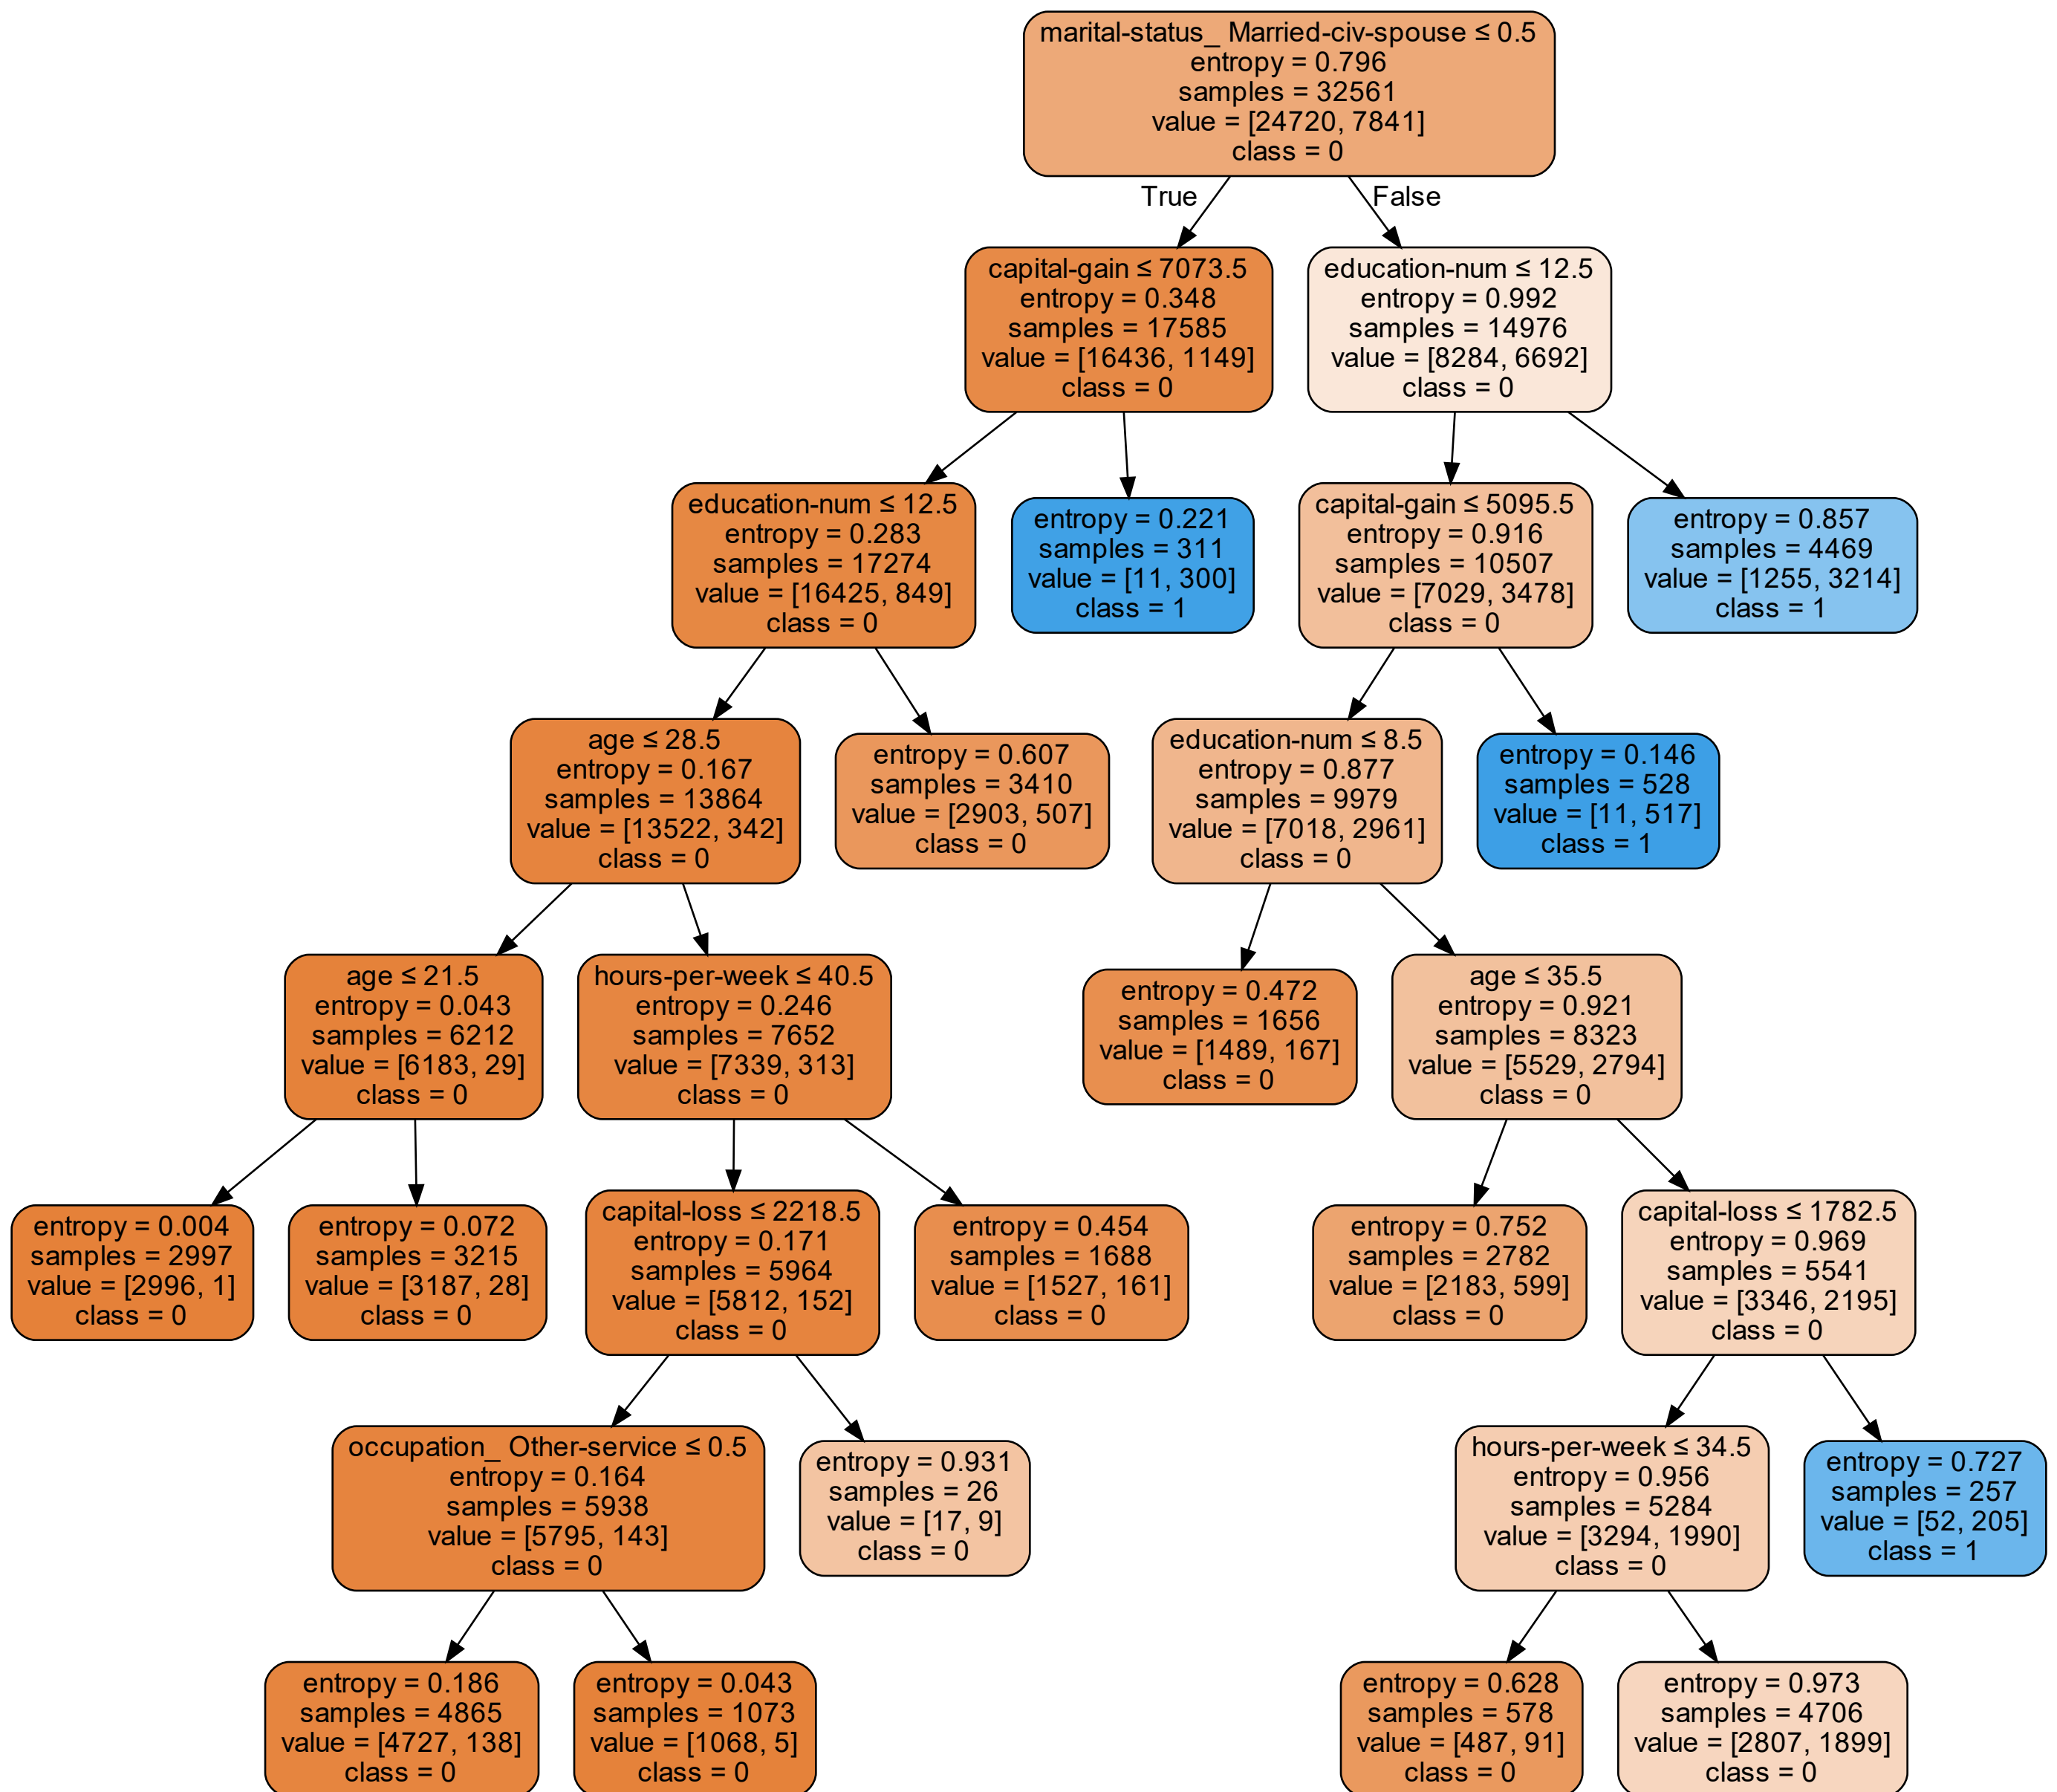 marital-status_ Married-civ-spouse ≤ 0.5
entropy = 0.796
samples = 32561
value = [24720, 7841]
class = 0
True
False
capital-gain ≤ 7073.5
entropy = 0.348
samples = 17585
value = [16436, 1149]
class = 0
education-num ≤ 12.5
entropy = 0.992
samples = 14976
value = [8284, 6692]
class = 0
education-num ≤ 12.5
entropy = 0.283
samples = 17274
value = [16425, 849]
class = 0
entropy = 0.221
samples = 311
value = [11, 300]
class = 1
capital-gain ≤ 5095.5
entropy = 0.916
samples = 10507
value = [7029, 3478]
class = 0
entropy = 0.857
samples = 4469
value = [1255, 3214]
class = 1
age ≤ 28.5
entropy = 0.167
samples = 13864
value = [13522, 342]
class = 0
entropy = 0.607
samples = 3410
value = [2903, 507]
class = 0
education-num ≤ 8.5
entropy = 0.877
samples = 9979
value = [7018, 2961]
class = 0
entropy = 0.146
samples = 528
value = [11, 517]
class = 1
age ≤ 21.5
entropy = 0.043
samples = 6212
value = [6183, 29]
class = 0
hours-per-week ≤ 40.5
entropy = 0.246
samples = 7652
value = [7339, 313]
class = 0
entropy = 0.472
samples = 1656
value = [1489, 167]
class = 0
age ≤ 35.5
entropy = 0.921
samples = 8323
value = [5529, 2794]
class = 0
entropy = 0.004
samples = 2997
value = [2996, 1]
class = 0
entropy = 0.072
samples = 3215
value = [3187, 28]
class = 0
capital-loss ≤ 2218.5
entropy = 0.171
samples = 5964
value = [5812, 152]
class = 0
entropy = 0.454
samples = 1688
value = [1527, 161]
class = 0
entropy = 0.752
samples = 2782
value = [2183, 599]
class = 0
capital-loss ≤ 1782.5
entropy = 0.969
samples = 5541
value = [3346, 2195]
class = 0
occupation_ Other-service ≤ 0.5
entropy = 0.164
samples = 5938
value = [5795, 143]
class = 0
entropy = 0.931
samples = 26
value = [17, 9]
class = 0
hours-per-week ≤ 34.5
entropy = 0.956
samples = 5284
value = [3294, 1990]
class = 0
entropy = 0.727
samples = 257
value = [52, 205]
class = 1
entropy = 0.186
samples = 4865
value = [4727, 138]
class = 0
entropy = 0.043
samples = 1073
value = [1068, 5]
class = 0
entropy = 0.628
samples = 578
value = [487, 91]
class = 0
entropy = 0.973
samples = 4706
value = [2807, 1899]
class = 0